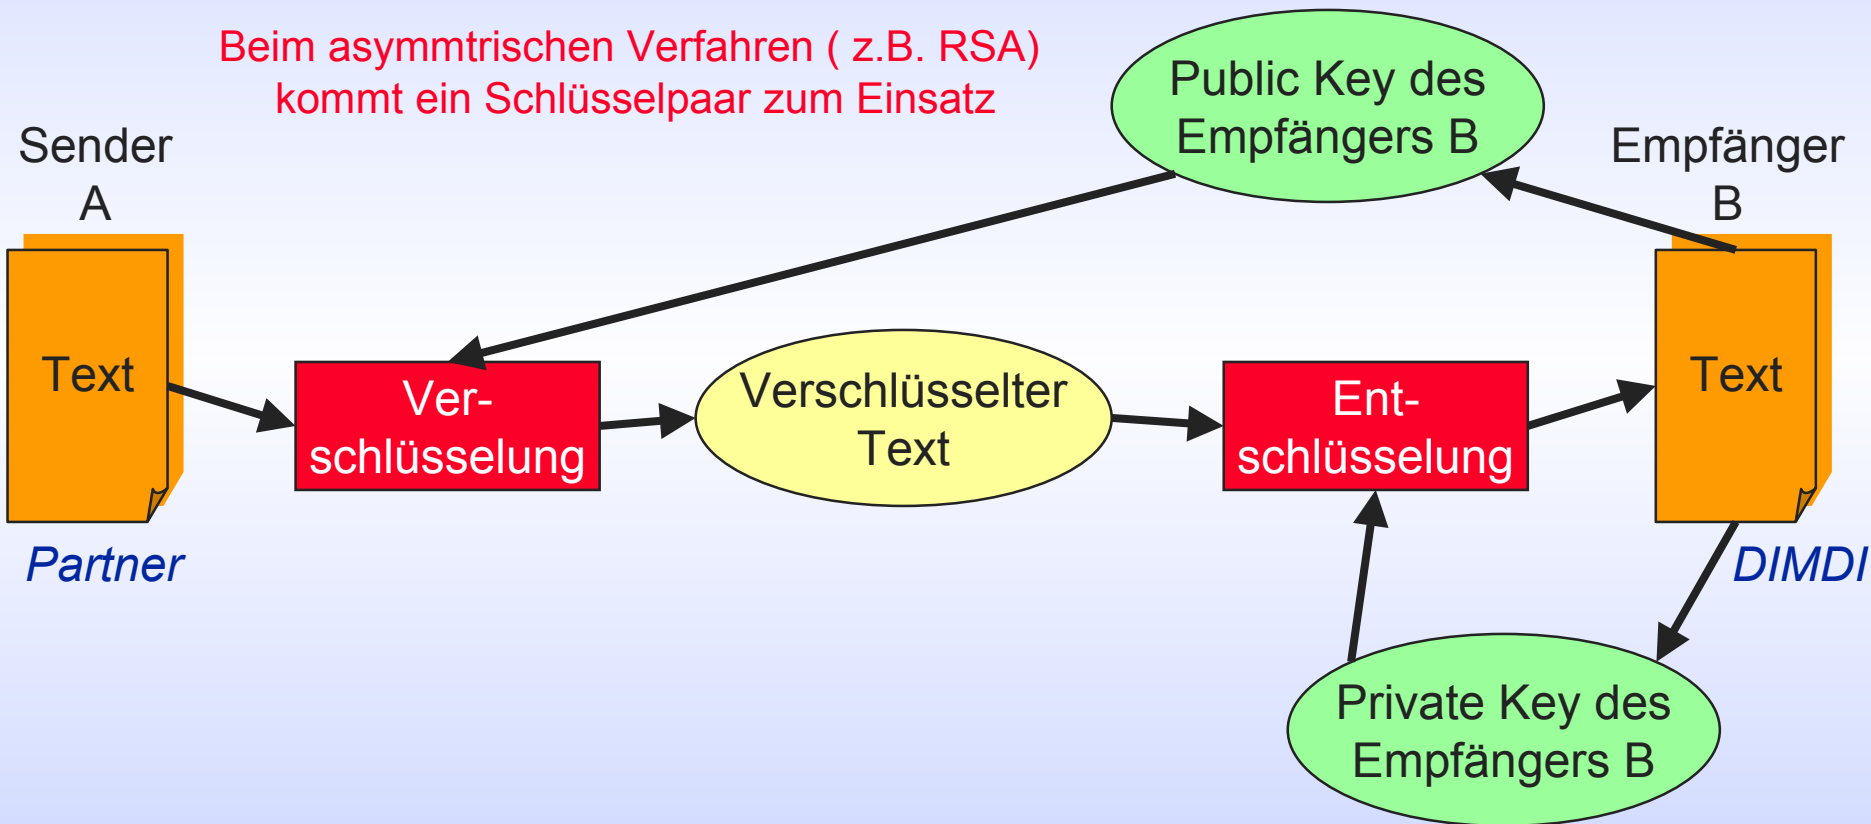 Beim asymmtrischen Verfahren ( z.B. RSA)
kommt ein Schlüsselpaar zum Einsatz
Public Key des
Empfängers B
Sender
A
Empfänger
B
Text
Ver-
schlüsselung
Verschlüsselter
Text
Ent-
schlüsselung
Text
Partner
DIMDI
Private Key des
Empfängers B